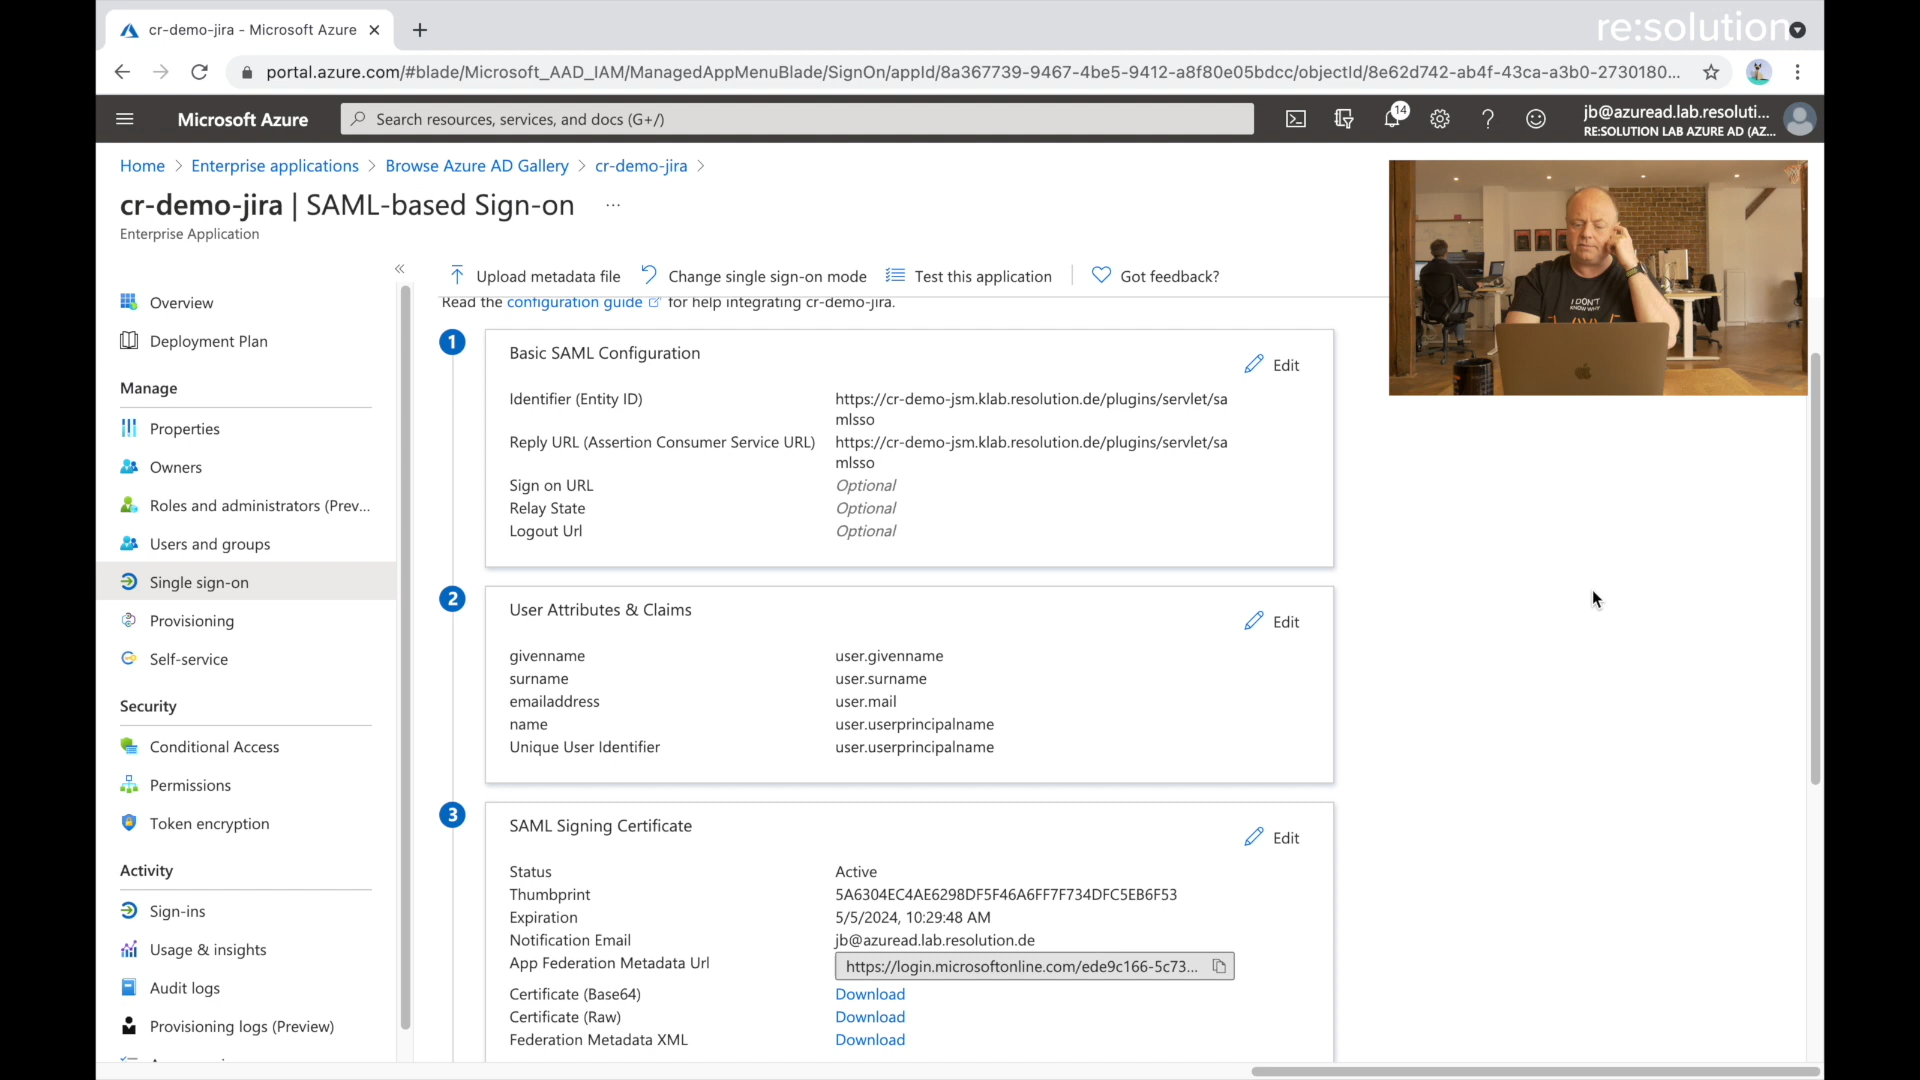 cr-demo-jira - Microsoft Azure
re:solution
portal.azure.com/#blade/Microsoft_AAD_IAM/ManagedAppMenuBlade/SignOn/appId/8a367739-9467-4be5-9412-a8f80e05bdcc/objectId/8e62d742-ab4f-43ca-a3b0-2730180...
Microsoft Azure
Search resources, services, and docs (G+/)
14
jb@azuread.lab.resoluti...
RE:SOLUTION LAB AZURE AD (AZ...
Home > Enterprise applications > Browse Azure AD Gallery > cr-demo-jira >
cr-demo-jira | SAML-based Sign-on ...
Enterprise Application
Overview
Deployment Plan
Manage
Properties
Owners
Roles and administrators (Prev...
Users and groups
Single sign-on
Provisioning
Self-service
Security
Conditional Access
Permissions
Token encryption
Activity
Sign-ins
Usage & insights
Audit logs
Provisioning logs (Preview)
Upload metadata file
Change single sign-on mode
Test this application
Got feedback?
Read the configuration guide for help integrating cr-demo-jira.
1
Basic SAML Configuration
Edit
Identifier (Entity ID) https://cr-demo-jsm.klab.resolution.de/plugins/servlet/sa
mlsso
Reply URL (Assertion Consumer Service URL) https://cr-demo-jsm.klab.resolution.de/plugins/servlet/sa
mlsso
Sign on URL Optional
Relay State Optional
Logout Url Optional
2
User Attributes & Claims
Edit
givenname user.givenname
surname user.surname
emailaddress user.mail
name user.userprincipalname
Unique User Identifier user.userprincipalname
3
SAML Signing Certificate
Edit
Status Active
Thumbprint 5A6304EC4AE6298DF5F46A6FF7F734DFC5EB6F53
Expiration 5/5/2024, 10:29:48 AM
Notification Email jb@azuread.lab.resolution.de
App Federation Metadata Url https://login.microsoftonline.com/ede9c166-5c73...
Certificate (Base64) Download
Certificate (Raw) Download
Federation Metadata XML Download
I DON'T
KNOW WHY